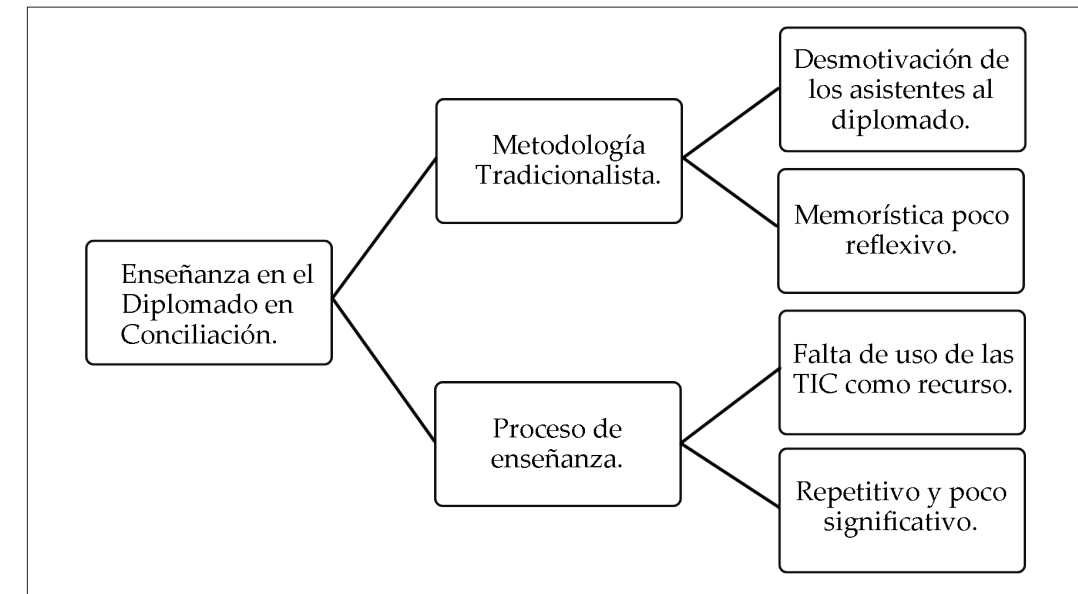 Enseñanza en el
Diplomado en
Conciliación.
Metodología
Tradicionalista.
Desmotivación de
los asistentes al
diplomado.
Memorística poco
reflexivo.
Proceso de
enseñanza.
Falta de uso de las
TIC como recurso.
Repetitivo y poco
significativo.